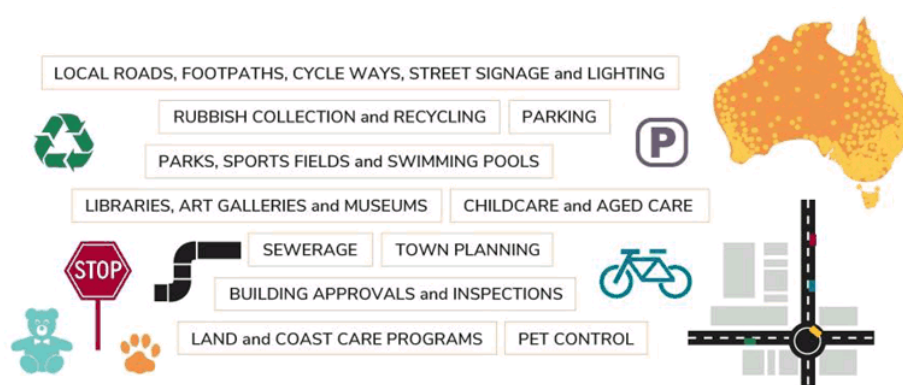 LOCAL ROADS, FOOTPATHS, CYCLE WAYS, STREET SIGNAGE and LIGHTING
RUBBISH COLLECTION and RECYCLING
PARKING
P
PARKS, SPORTS FIELDS and SWIMMING POOLS
LIBRARIES, ART GALLERIES and MUSEUMS
CHILDCARE and AGED CARE
SEWERAGE
TOWN PLANNING
STOP
BUILDING APPROVALS and INSPECTIONS
LAND and COAST CARE PROGRAMS
PET CONTROL